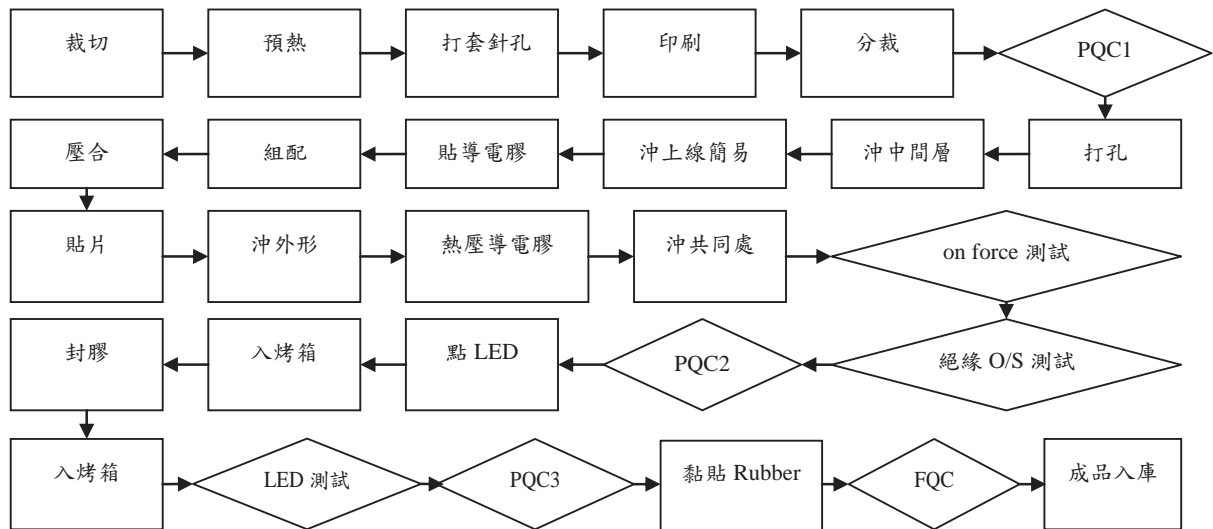 裁切
預熱
打套針孔
印刷
分裁
PQC1
壓合
組配
貼導電膠
沖上線簡易
沖中間層
打孔
貼片
沖外形
熱壓導電膠
沖共同處
on force 測試
封膠
入烤箱
點 LED
PQC2
絕緣 O/S 測試
入烤箱
LED 測試
PQC3
黏貼 Rubber
FQC
成品入庫